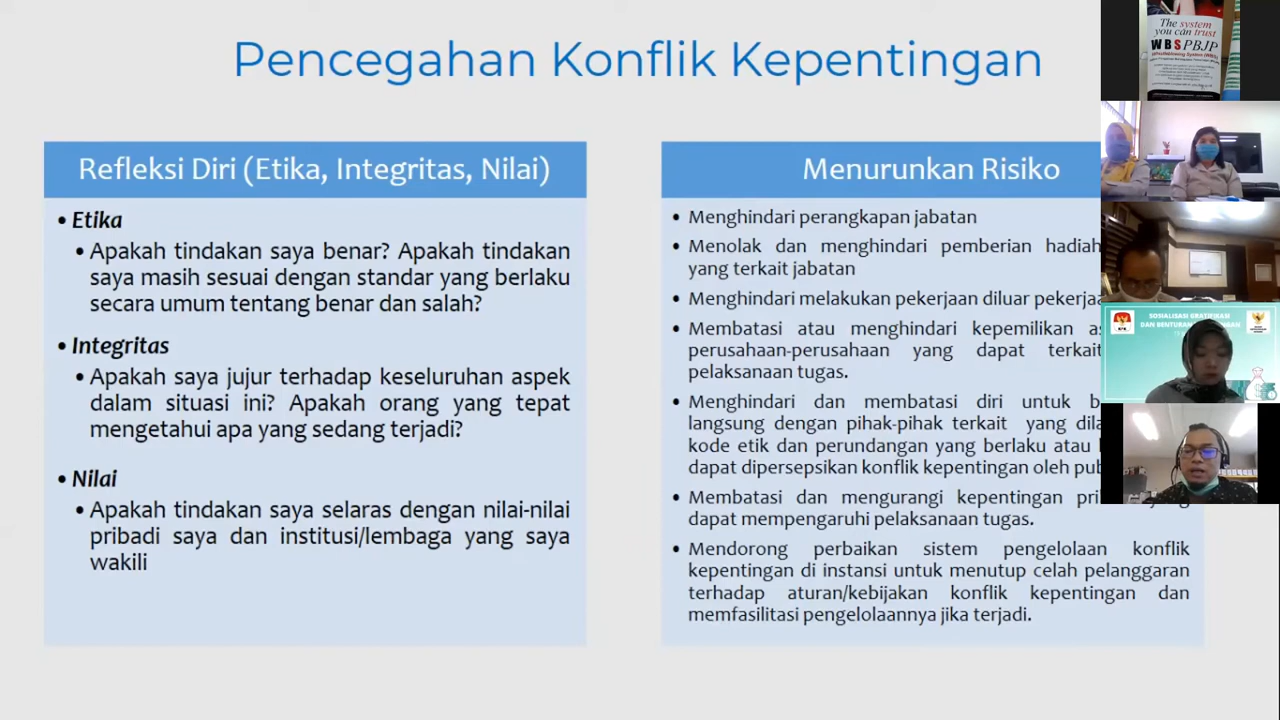 Pencegahan Konflik Kepentingan
Refleksi Diri (Etika, Integritas, Nilai)
• Etika
• Apakah tindakan saya benar? Apakah tindakan
saya masih sesuai dengan standar yang berlaku
secara umum tentang benar dan salah?
• Integritas
• Apakah saya jujur terhadap keseluruhan aspek
dalam situasi ini? Apakah orang yang tepat
mengetahui apa yang sedang terjadi?
• Nilai
• Apakah tindakan saya selaras dengan nilai-nilai
pribadi saya dan institusi/lembaga yang saya
wakili
Menurunkan Risiko
• Menghindari perangkapan jabatan
• Menolak dan menghindari pemberian hadiah
yang terkait jabatan
• Menghindari melakukan pekerjaan diluar
• Membatasi atau menghindari kepemilikan
perusahaan-perusahaan yang dapat
pelaksanaan tugas.
• Menghindari dan membatasi diri untuk
langsung dengan pihak-pihak terkait yang
kode etik dan perundangan yang berlaku atau
dapat dipersepsikan konflik kepentingan oleh
• Membatasi dan mengurangi kepentingan
dapat mempengaruhi pelaksanaan tugas.
• Mendorong perbaikan sistem pengelolaan konflik
kepentingan di instansi untuk menutup celah pelanggaran
terhadap aturan/kebijakan konflik kepentingan dan
memfasilitasi pengelolaannya jika terjadi.
The system
you can trust
WBSPBJP
SOSIALISASI GRATIFIKASI
DAN BENTURAN